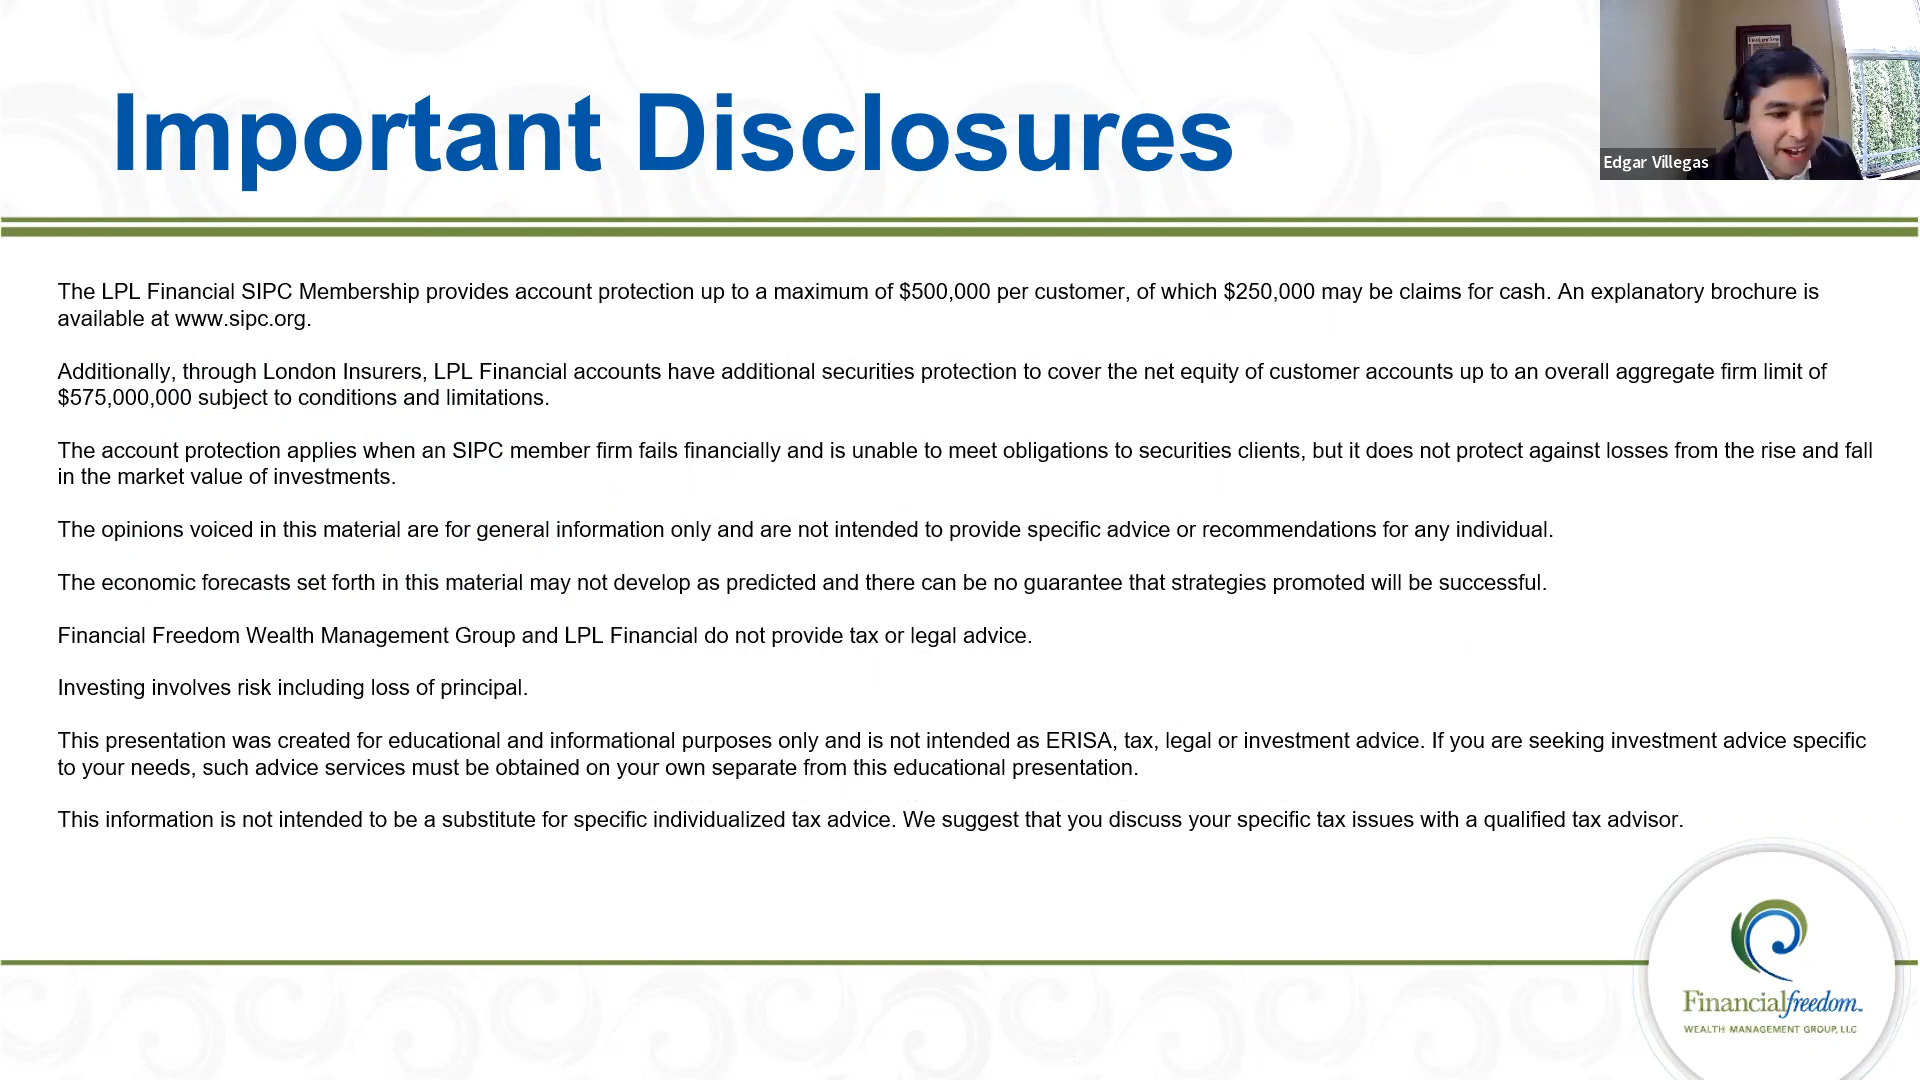 Important Disclosures
Edgar Villegas
The LPL Financial SIPC Membership provides account protection up to a maximum of $500,000 per customer, of which $250,000 may be claims for cash. An explanatory brochure is
available at www.sipc.org.
Additionally, through London Insurers, LPL Financial accounts have additional securities protection to cover the net equity of customer accounts up to an overall aggregate firm limit of
$575,000,000 subject to conditions and limitations.
The account protection applies when an SIPC member firm fails financially and is unable to meet obligations to securities clients, but it does not protect against losses from the rise and fall
in the market value of investments.
The opinions voiced in this material are for general information only and are not intended to provide specific advice or recommendations for any individual.
The economic forecasts set forth in this material may not develop as predicted and there can be no guarantee that strategies promoted will be successful.
Financial Freedom Wealth Management Group and LPL Financial do not provide tax or legal advice.
Investing involves risk including loss of principal.
This presentation was created for educational and informational purposes only and is not intended as ERISA, tax, legal or investment advice. If you are seeking investment advice specific
to your needs, such advice services must be obtained on your own separate from this educational presentation.
This information is not intended to be a substitute for specific individualized tax advice. We suggest that you discuss your specific tax issues with a qualified tax advisor.
Financialfreedom™
WEALTH MANAGEMENT GROUP, LLC